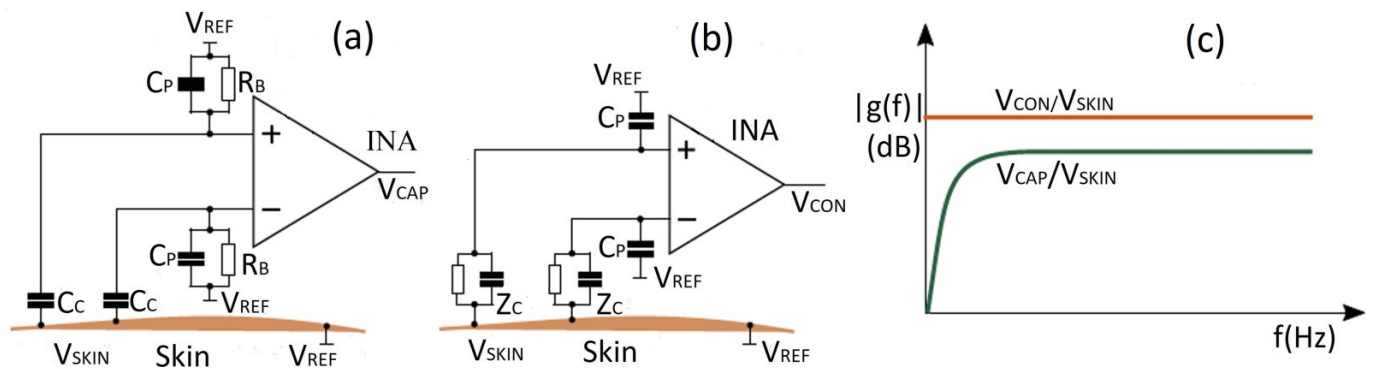 (a)
VREF
CP
RB
+
INA
VCAP
−
CP
RB
VREF
CC
CC
VSKIN
Skin
VREF
(b)
VREF
CP
INA
+
VCON
−
CP
VREF
ZC
ZC
VSKIN
Skin
VREF
(c)
|g(f)|
(dB)
VCON/VSKIN
VCAP/VSKIN
f(Hz)